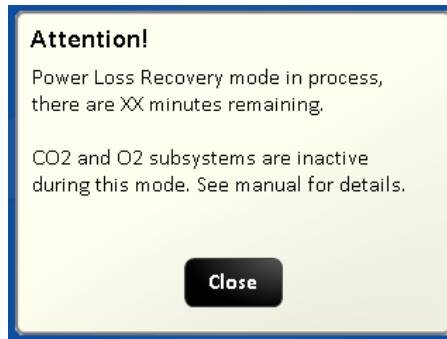 Attention!
Power Loss Recovery mode in process,
there are XX minutes remaining.
CO2 and O2 subsystems are inactive
during this mode. See manual for details.
Close